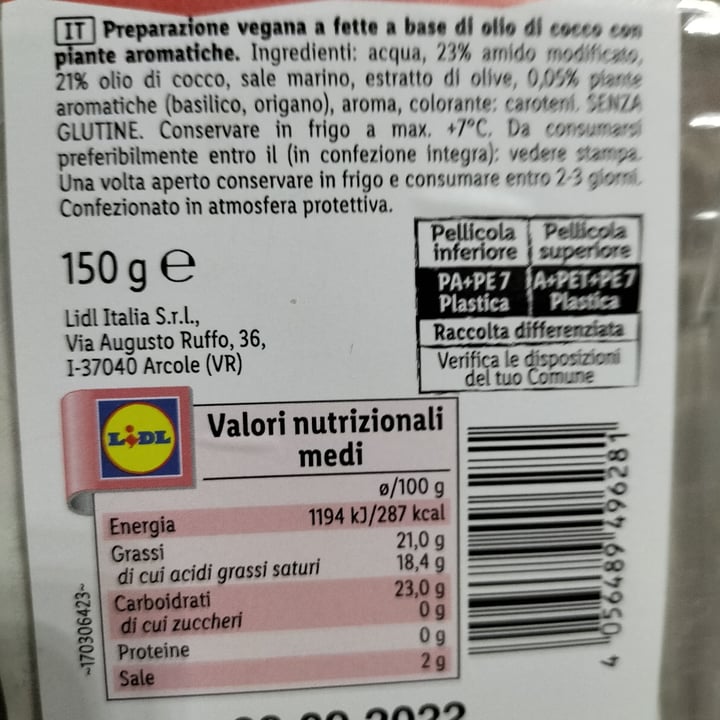 IT Preparazione vegana a fette a base di olio di cocco con
piante aromatiche. Ingredienti: acqua, 23% amido modificato,
21% olio di cocco, sale marino, estratto di olive, 0,05% piante
aromatiche (basilico, origano), aroma, colorante: caroteni. SENZA
GLUTINE. Conservare in frigo a max. +7°C. Da consumarsi
preferibilmente entro il (in confezione integra): vedere stampa.
Una volta aperto conservare in frigo e consumare entro 2-3 giorni.
Confezionato in atmosfera protettiva.
150 g e
Lidl Italia S.r.l.,
Via Augusto Ruffo, 36,
I-37040 Arcole (VR)
Pellicola inferiore
Pellicola superiore
PA+PE 7 Plastica
A+PET+PE 7 Plastica
Raccolta differenziata
Verifica le disposizioni
del tuo Comune
LIDL
Valori nutrizionali
medi
ø/100 g
Energia 1194 kJ/287 kcal
Grassi 21,0 g
di cui acidi grassi saturi 18,4 g
Carboidrati 23,0 g
di cui zuccheri 0 g
Proteine 0 g
Sale 2 g
~170306423~
4 056489 496281
2022